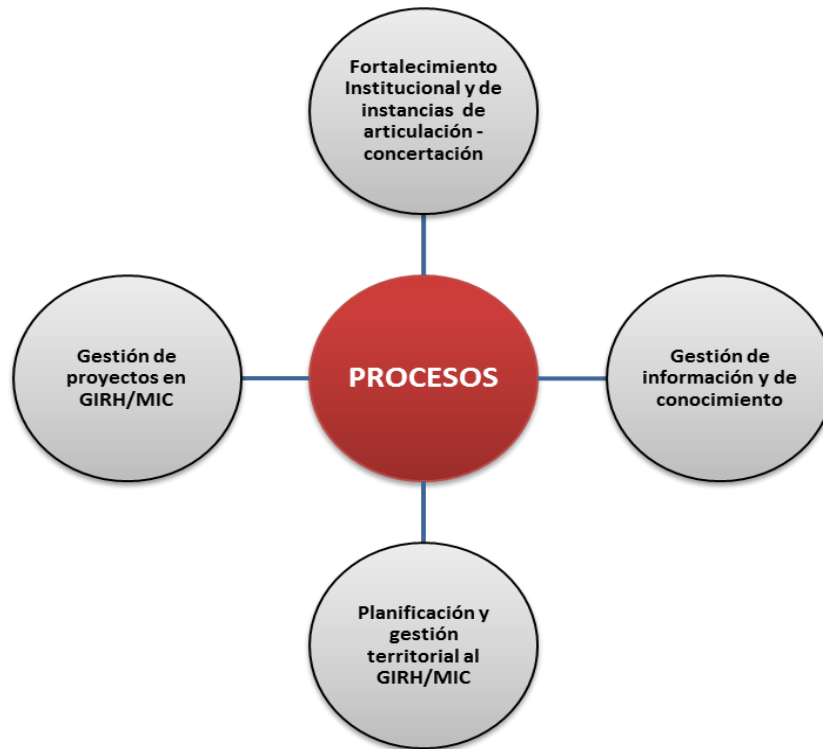 Fortalecimiento
Institucional y de
instancias de
articulación -
concertación
Gestión de
proyectos en
GIRH/MIC
PROCESOS
Gestión de
información y de
conocimiento
Planificación y
gestión
territorial al
GIRH/MIC